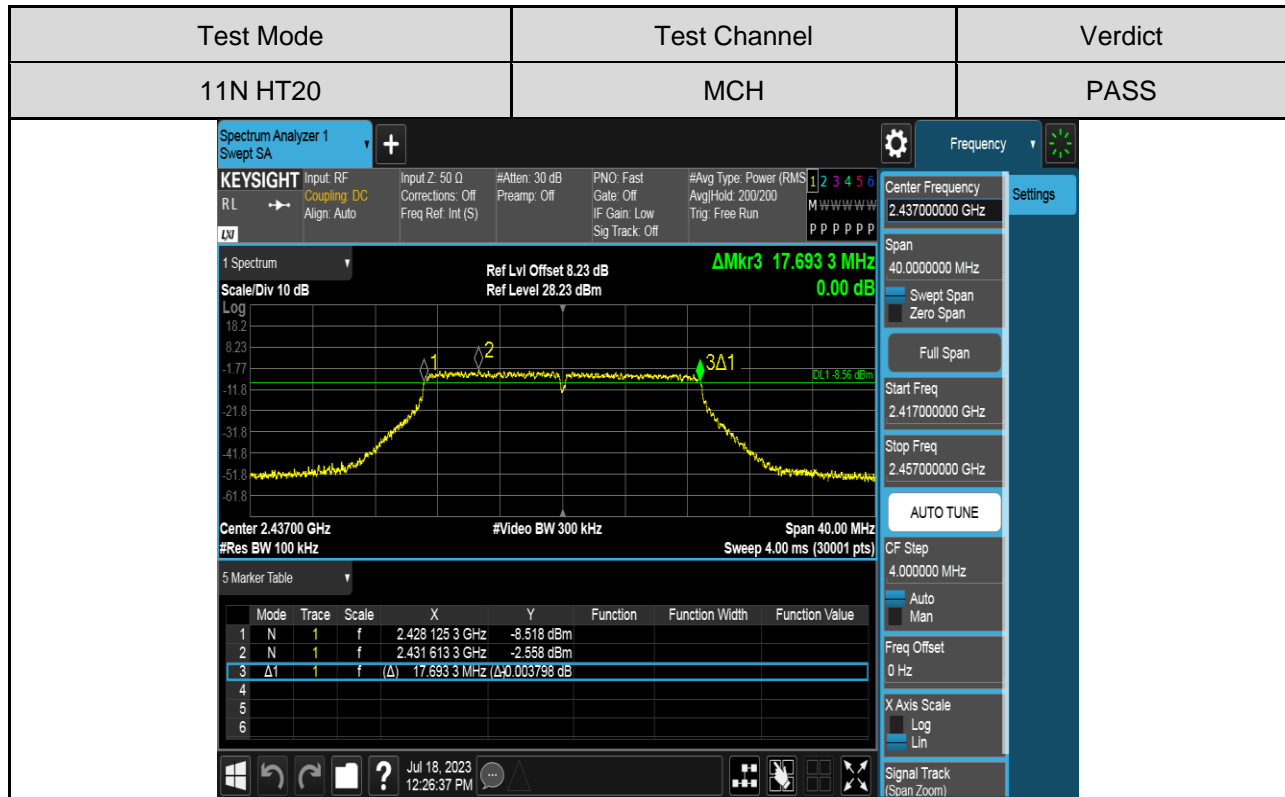 Test Mode Test Channel Verdict
11N HT20 MCH PASS
Spectrum Analyzer 1
Swept SA
+
Frequency
KEYSIGHT
RL
LXI
Input: RF
Coupling: DC
Align: Auto
Input Z: 50 Ω
Corrections: Off
Freq Ref: Int (S)
#Atten: 30 dB
Preamp: Off
PNO: Fast
Gate: Off
IF Gain: Low
Sig Track: Off
#Avg Type: Power (RMS
Avg|Hold: 200/200
Trig: Free Run
1 2 3 4 5 6
M W W W W W
P P P P P P
1 Spectrum
Scale/Div 10 dB
Ref Lvl Offset 8.23 dB
Ref Level 28.23 dBm
ΔMkr3 17.693 3 MHz
0.00 dB
Log
18.2
8.23
-1.77
-11.8
-21.8
-31.8
-41.8
-51.8
-61.8
1
2
3Δ1
DL1 -8.56 dBm
Center 2.43700 GHz #Video BW 300 kHz Span 40.00 MHz
#Res BW 100 kHz Sweep 4.00 ms (30001 pts)
5 Marker Table
Mode Trace Scale X Y Function Function Width Function Value
1 N 1 f 2.428 125 3 GHz -8.518 dBm
2 N 1 f 2.431 613 3 GHz -2.558 dBm
3 Δ1 1 f (Δ) 17.693 3 MHz (Δ) 0.003798 dB
4
5
6
?
Jul 18, 2023
12:26:37 PM
Center Frequency
2.437000000 GHz
Settings
Span
40.0000000 MHz
Swept Span
Zero Span
Full Span
Start Freq
2.417000000 GHz
Stop Freq
2.457000000 GHz
AUTO TUNE
CF Step
4.000000 MHz
Auto
Man
Freq Offset
0 Hz
X Axis Scale
Log
Lin
Signal Track
(Span Zoom)